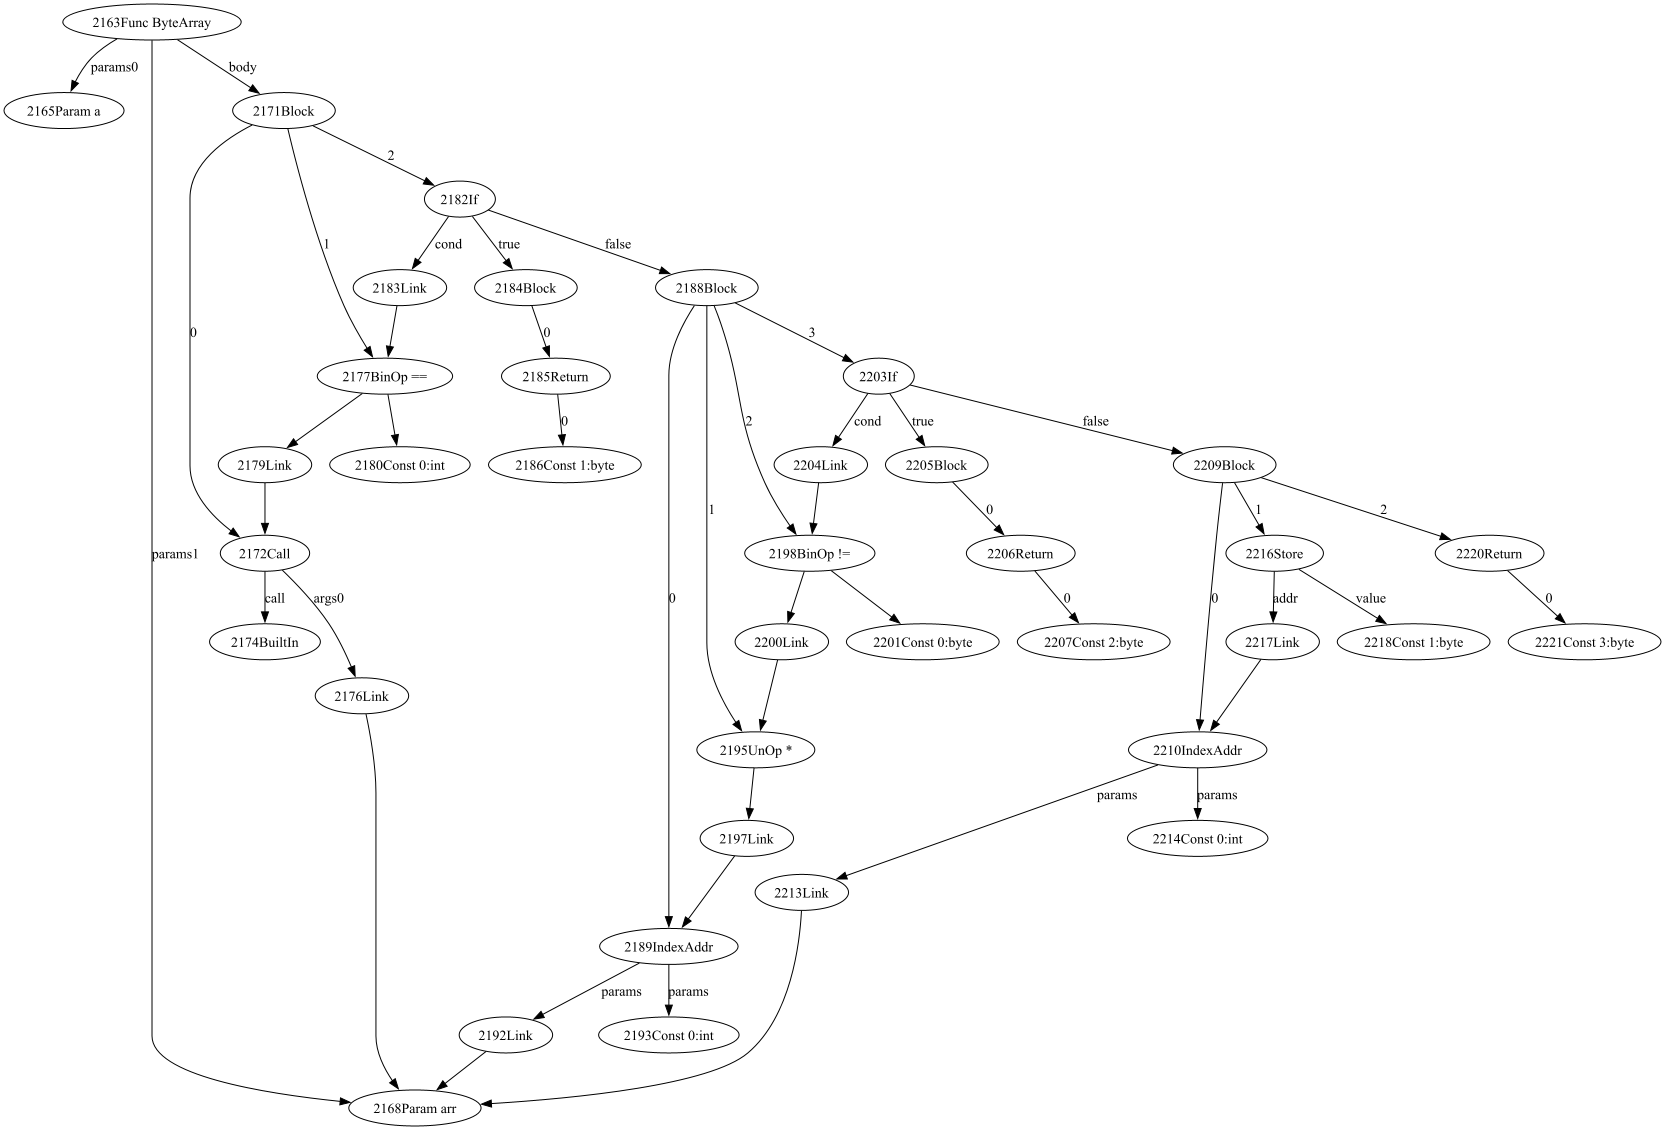 2163Func ByteArray
params0
body
2165Param a
2171Block
2
2182If
1
cond
true
false
2183Link
2184Block
2188Block
0
0
3
2177BinOp ==
2185Return
2203If
2
0
cond
true
false
2179Link
2180Const 0:int
2186Const 1:byte
2204Link
2205Block
2209Block
1
0
1
2
params1
2172Call
2198BinOp !=
2206Return
2216Store
2220Return
call
args0
0
0
0
addr
value
0
2174BuiltIn
2200Link
2201Const 0:byte
2207Const 2:byte
2217Link
2218Const 1:byte
2221Const 3:byte
2176Link
2195UnOp *
2210IndexAddr
params
params
2197Link
2214Const 0:int
2213Link
2189IndexAddr
params
params
2192Link
2193Const 0:int
2168Param arr